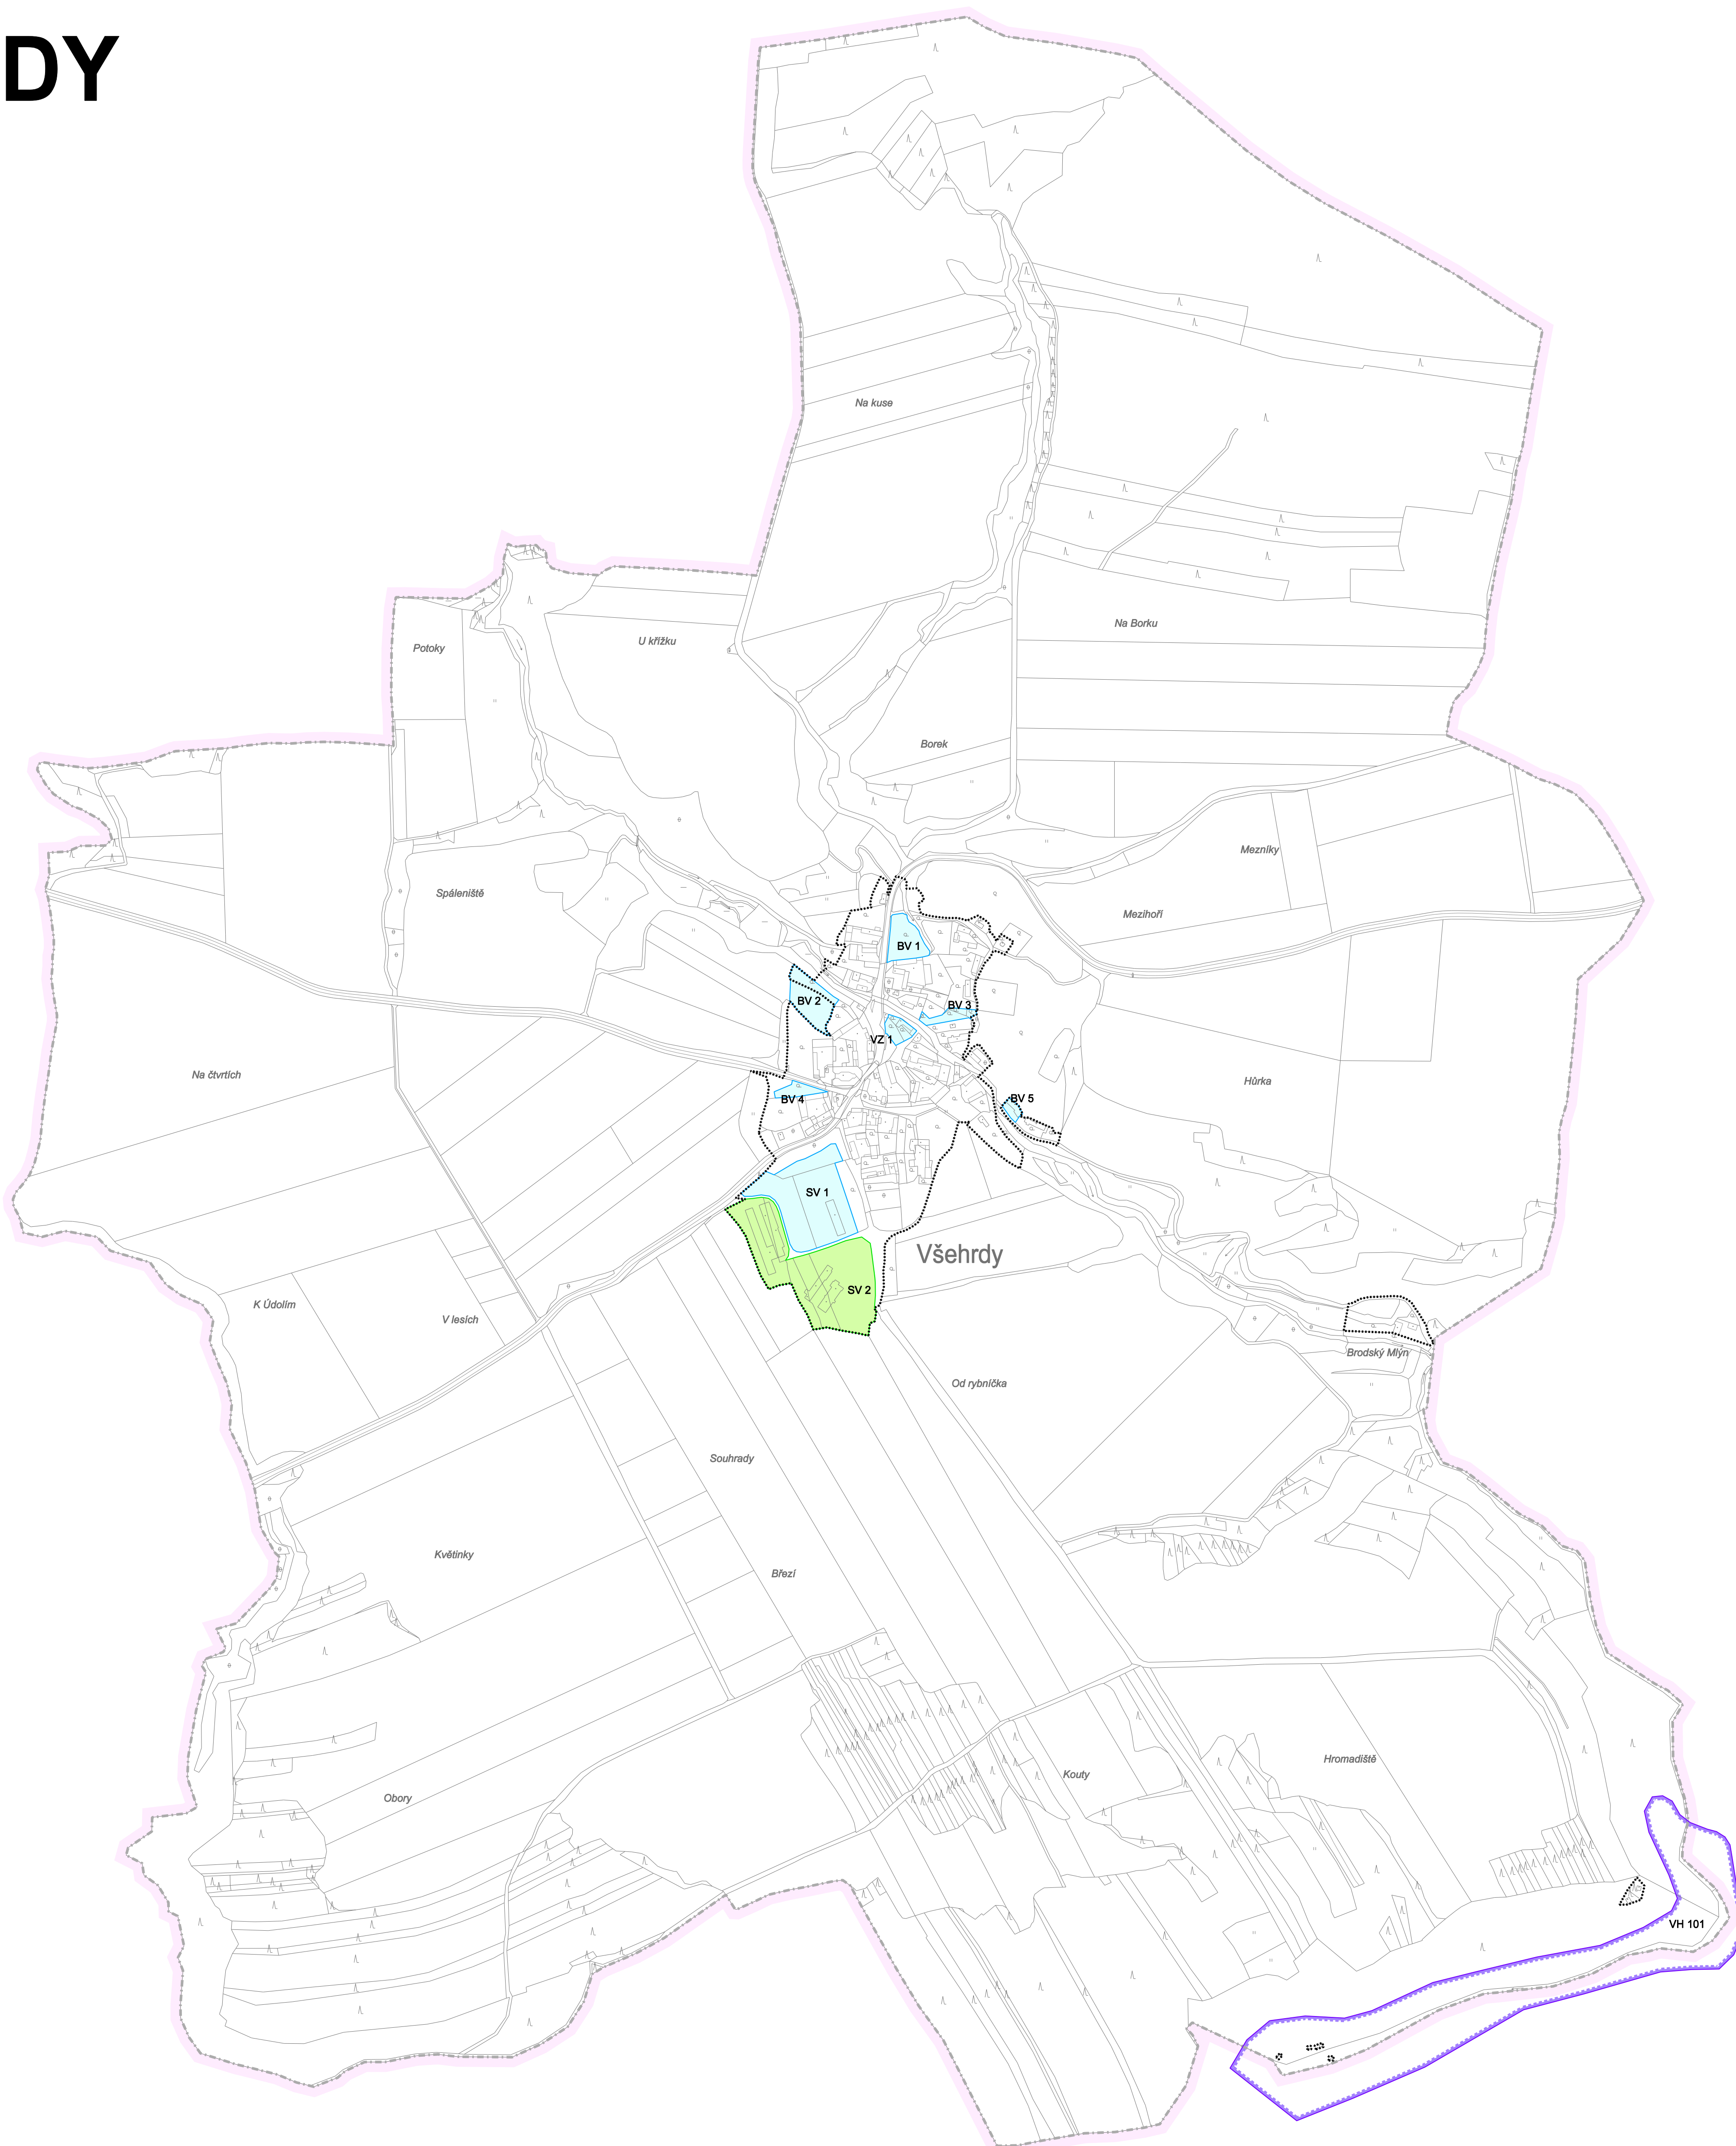 DY
Na kuse
Na Borku
U křížku
Potoky
Borek
Mezníky
Spáleniště
Mezihoří
BV 1
BV 2
BV 3
VZ 1
Na čtvrtích
Hůrka
BV 4
BV 5
SV 1
Všehrdy
SV 2
K Údolím
V lesích
Brodský Mlýn
Od rybníčka
Souhrady
Květinky
Březí
Hromadiště
Kouty
Obory
VH 101